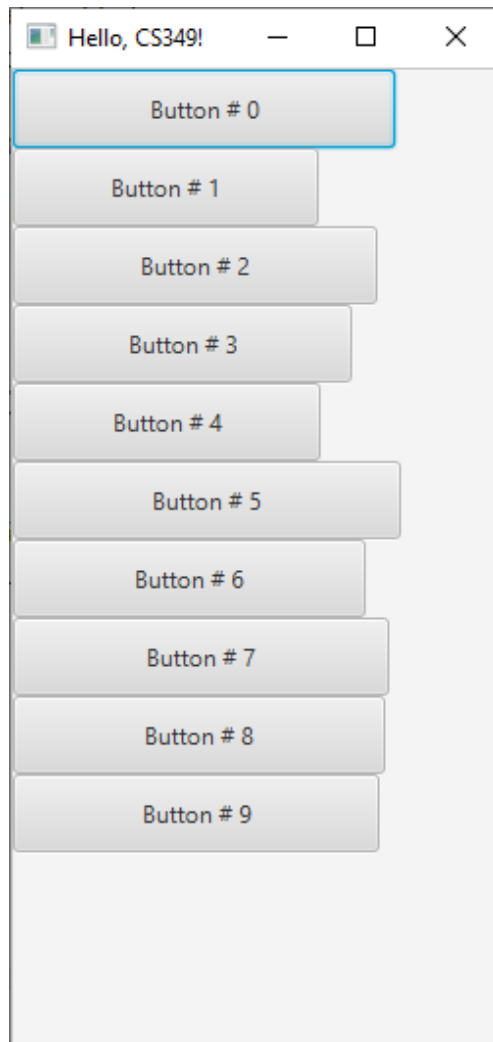 Hello, CS349!
Button # 0
Button # 1
Button # 2
Button # 3
Button # 4
Button # 5
Button # 6
Button # 7
Button # 8
Button # 9